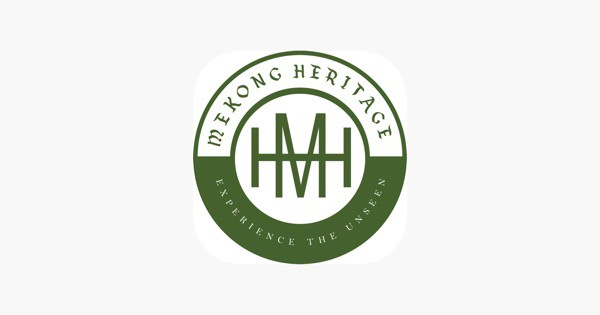 MEKONG HERITAGE
HMH
EXPERIENCE THE UNSEEN